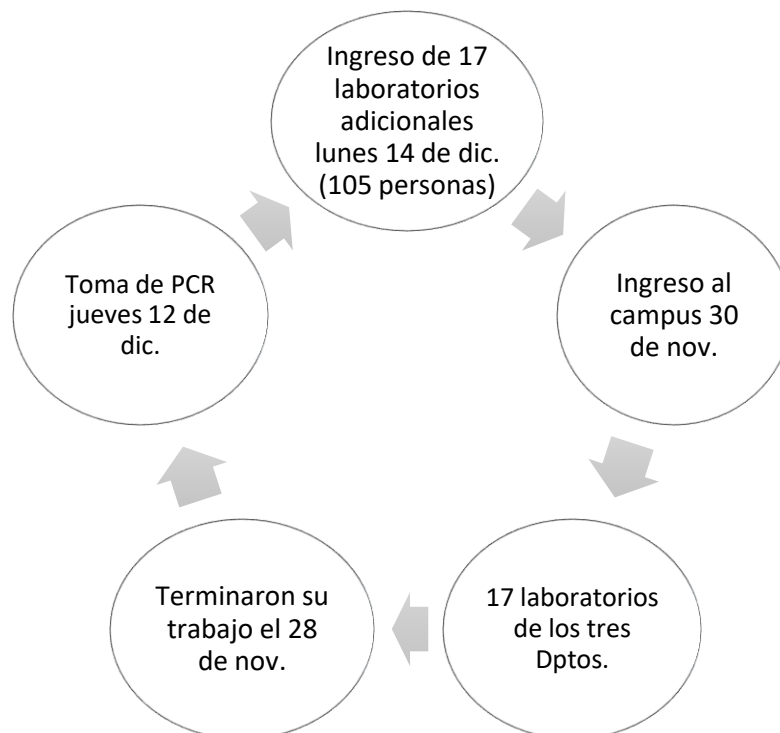 Ingreso de 17
laboratorios
adicionales
lunes 14 de dic.
(105 personas)
Ingreso al
campus 30
de nov.
17 laboratorios
de los tres
Dptos.
Terminaron su
trabajo el 28
de nov.
Toma de PCR
jueves 12 de
dic.